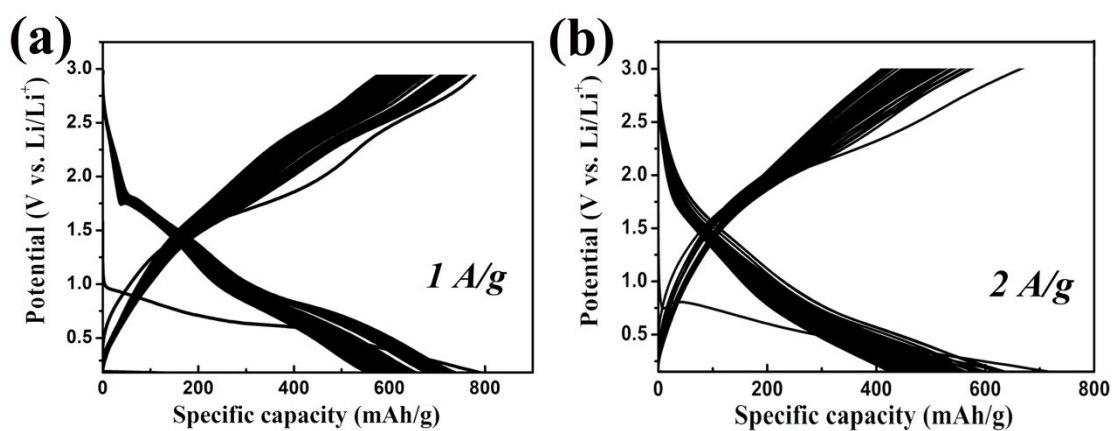 (a)
Potential (V vs. Li/Li⁺)
3.0
2.5
2.0
1.5
1.0
0.5
1 A/g
0 200 400 600 800
Specific capacity (mAh/g)
(b)
Potential (V vs. Li/Li⁺)
3.0
2.5
2.0
1.5
1.0
0.5
2 A/g
0 200 400 600 800
Specific capacity (mAh/g)